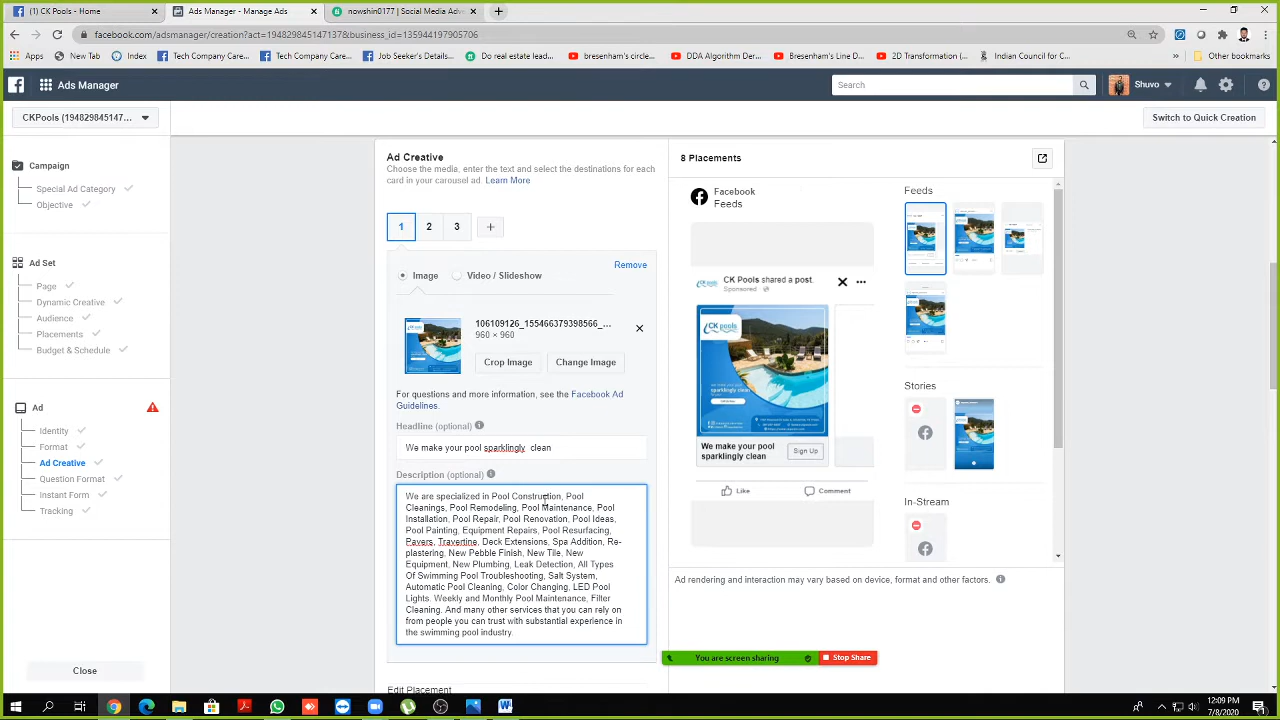 (1) CK Pools - Home
Ads Manager - Manage Ads
nowshin0177 | Social Media Adve
facebook.com/adsmanager/creation?act=194829845147137&business_id=135944197905706
Apps
New Tab
(0) Index
Tech Company Care...
Tech Company Care...
Job Seeker's Detail...
Do real estate lead...
bresenham's circle...
DDA Algorithm Der...
Bresenham's Line D...
2D Transformation (...
Indian Council for C...
»
Other bookmarks
Ads Manager
Search
Shuvo
CKPools (194829845147...
Switch to Quick Creation
Campaign
Special Ad Category
Objective
Ad Set
Page
Dynamic Creative
Audience
Placements
Budget & Schedule
Ad
Identity
Format
Ad Creative
Question Format
Instant Form
Tracking
Close
Ad Creative
Choose the media, enter the text and select the destinations for each
card in your carousel ad. Learn More
1 2 3 +
Remove
Image
Video / Slideshow
106109126_155466379398566_...
960 × 960
Crop Image
Change Image
For questions and more information, see the Facebook Ad
Guidelines.
Headline (optional)
We make your pool sparklingly clean
Description (optional)
We are specialized in Pool Construction, Pool
Cleanings, Pool Remodeling, Pool Maintenance, Pool
Installation, Pool Repair, Pool Renovation, Pool Ideas,
Pool Painting, Equipment Repairs, Pool Resurfacing,
Pavers, Travertine, Deck Extensions, Spa Addition, Re-
plastering, New Pebble Finish, New Tile, New
Equipment, New Plumbing, Leak Detection, All Types
Of Swimming Pool Troubleshooting, Salt System,
Automatic Pool Cleaning, Color Changing, LED Pool
Lights. Weekly and Monthly Pool Maintenance, Filter
Cleaning. And many other services that you can rely on
from people you can trust with substantial experience in
the swimming pool industry.
Edit Placement
8 Placements
Facebook
Feeds
CK Pools shared a post.
Sponsored
CK pools
WE MAKE YOUR POOL
sparklingly clean
We make your pool
sparklingly clean
Sign Up
Like
Comment
Feeds
Stories
In-Stream
Ad rendering and interaction may vary based on device, format and other factors.
You are screen sharing
Stop Share
12:09 PM
7/8/2020